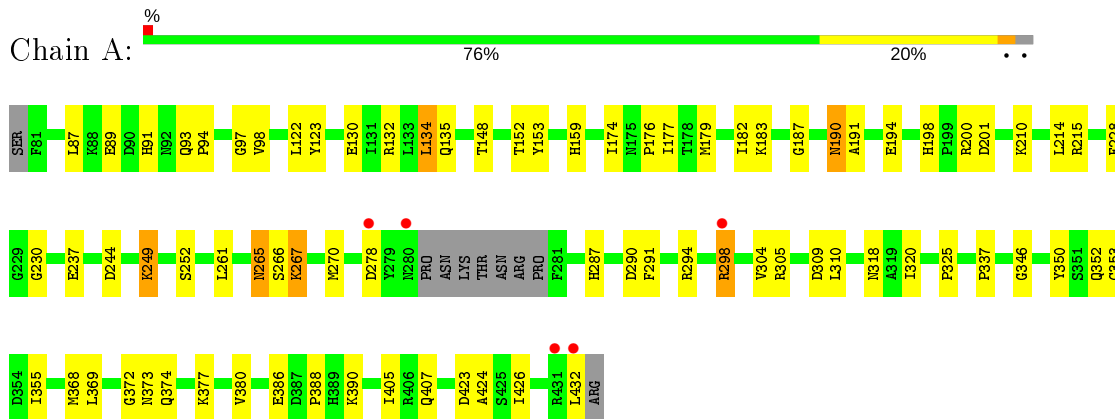 %
Chain A:
76% 20% • •
SER F81 L87 K88 E89 D90 H91 N92 Q93 P94 G97 V98 L122 Y123 E130 I131 R132 L133 L134 Q135 T148 T152 Y153 H159 I174 N175 P176 I177 T178 M179 I182 K183 G187 N190 A191 E194 H198 P199 R200 D201 K210 L214 R215
G229 G230 E237 D244 K249 S252 L261 N265 S266 K267 M270 D278 Y279 N280 PRO ASN LYS THR ASN ARG PRO F281 H287 D290 F291 R294 R298 V304 R305 D309 L310 N318 A319 I320 P325 P337 G346 Y350 S351 Q352
D354 I355 M368 L369 G372 N373 Q374 K377 V380 E386 D387 P388 H389 K390 I405 R406 Q407 D423 A424 S425 I426 R431 L432 ARG